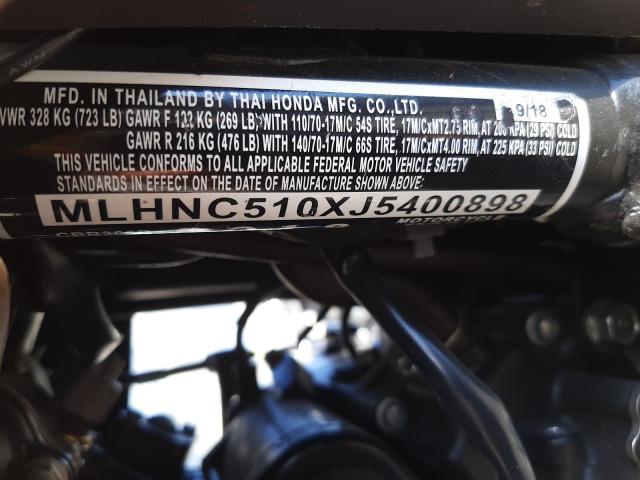 MFD. IN THAILAND BY THAI HONDA MFG. CO.,LTD. 9/18
VWR 328 KG (723 LB) GAWR F 122 KG (269 LB) WITH 110/70-17M/C 54S TIRE, 17M/CxMT2.75 RIM, AT 200 KPA (29 PSI) COLD
GAWR R 216 KG (476 LB) WITH 140/70-17M/C 66S TIRE, 17M/CxMT4.00 RIM, AT 225 KPA (33 PSI) COLD
THIS VEHICLE CONFORMS TO ALL APPLICABLE FEDERAL MOTOR VEHICLE SAFETY
STANDARDS IN EFFECT ON THE DATE OF MANUFACTURE SHOWN ABOVE:
MLHNC510XJ5400898
MOTORCYCLE